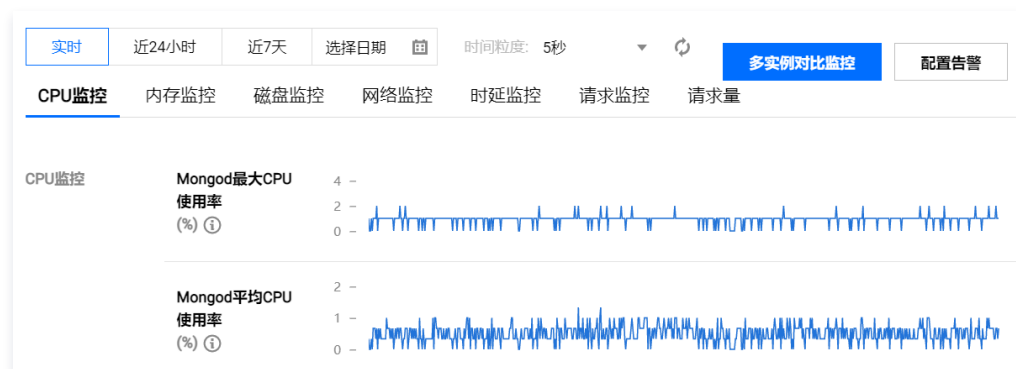 实时 近24小时 近7天 选择日期 时间粒度: 5秒 多实例对比监控 配置告警
CPU监控 内存监控 磁盘监控 网络监控 时延监控 请求监控 请求量
CPU监控
Mongod最大CPU
使用率
(%)
4
2
0
Mongod平均CPU
使用率
(%)
2
1
0